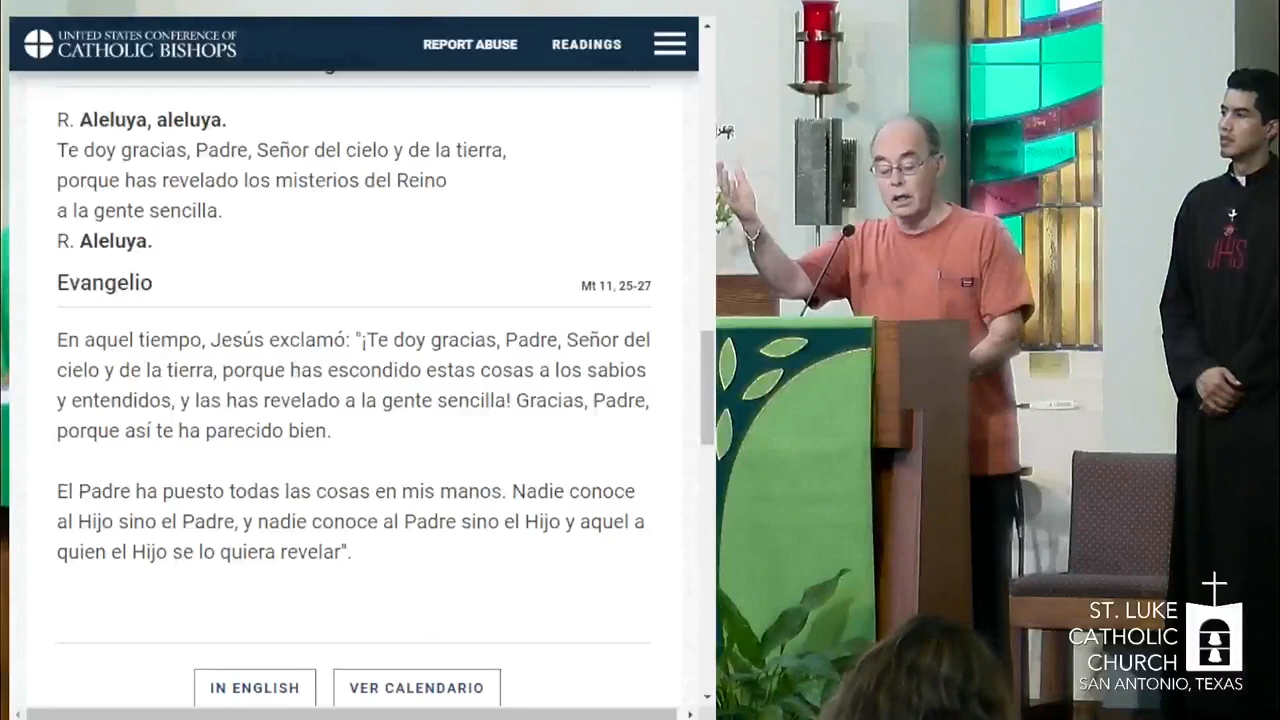 UNITED STATES CONFERENCE OF
CATHOLIC BISHOPS
REPORT ABUSE
READINGS
R. Aleluya, aleluya.
Te doy gracias, Padre, Señor del cielo y de la tierra,
porque has revelado los misterios del Reino
a la gente sencilla.
R. Aleluya.
Evangelio
Mt 11, 25-27
En aquel tiempo, Jesús exclamó: "¡Te doy gracias, Padre, Señor del
cielo y de la tierra, porque has escondido estas cosas a los sabios
y entendidos, y las has revelado a la gente sencilla! Gracias, Padre,
porque así te ha parecido bien.
El Padre ha puesto todas las cosas en mis manos. Nadie conoce
al Hijo sino el Padre, y nadie conoce al Padre sino el Hijo y aquel a
quien el Hijo se lo quiera revelar".
IN ENGLISH
VER CALENDARIO
JHS
ST. LUKE
CATHOLIC
CHURCH
SAN ANTONIO, TEXAS